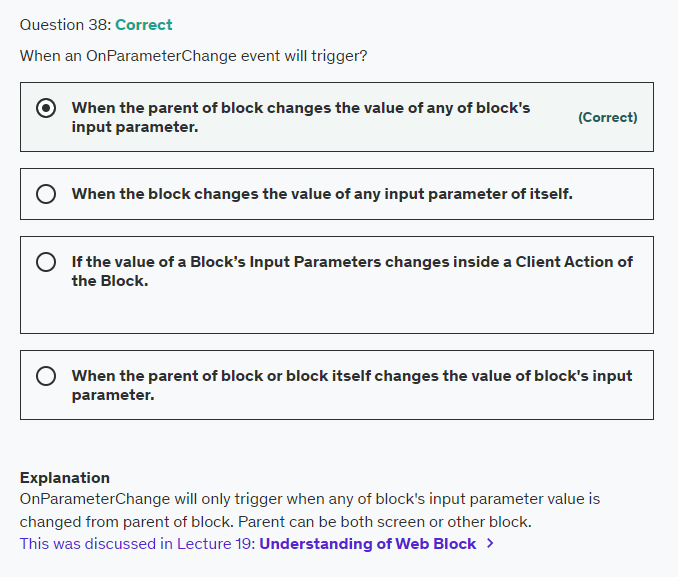 Question 38: Correct
When an OnParameterChange event will trigger?
When the parent of block changes the value of any of block's
input parameter.
(Correct)
When the block changes the value of any input parameter of itself.
If the value of a Block’s Input Parameters changes inside a Client Action of
the Block.
When the parent of block or block itself changes the value of block's input
parameter.
Explanation
OnParameterChange will only trigger when any of block's input parameter value is
changed from parent of block. Parent can be both screen or other block.
This was discussed in Lecture 19: Understanding of Web Block >